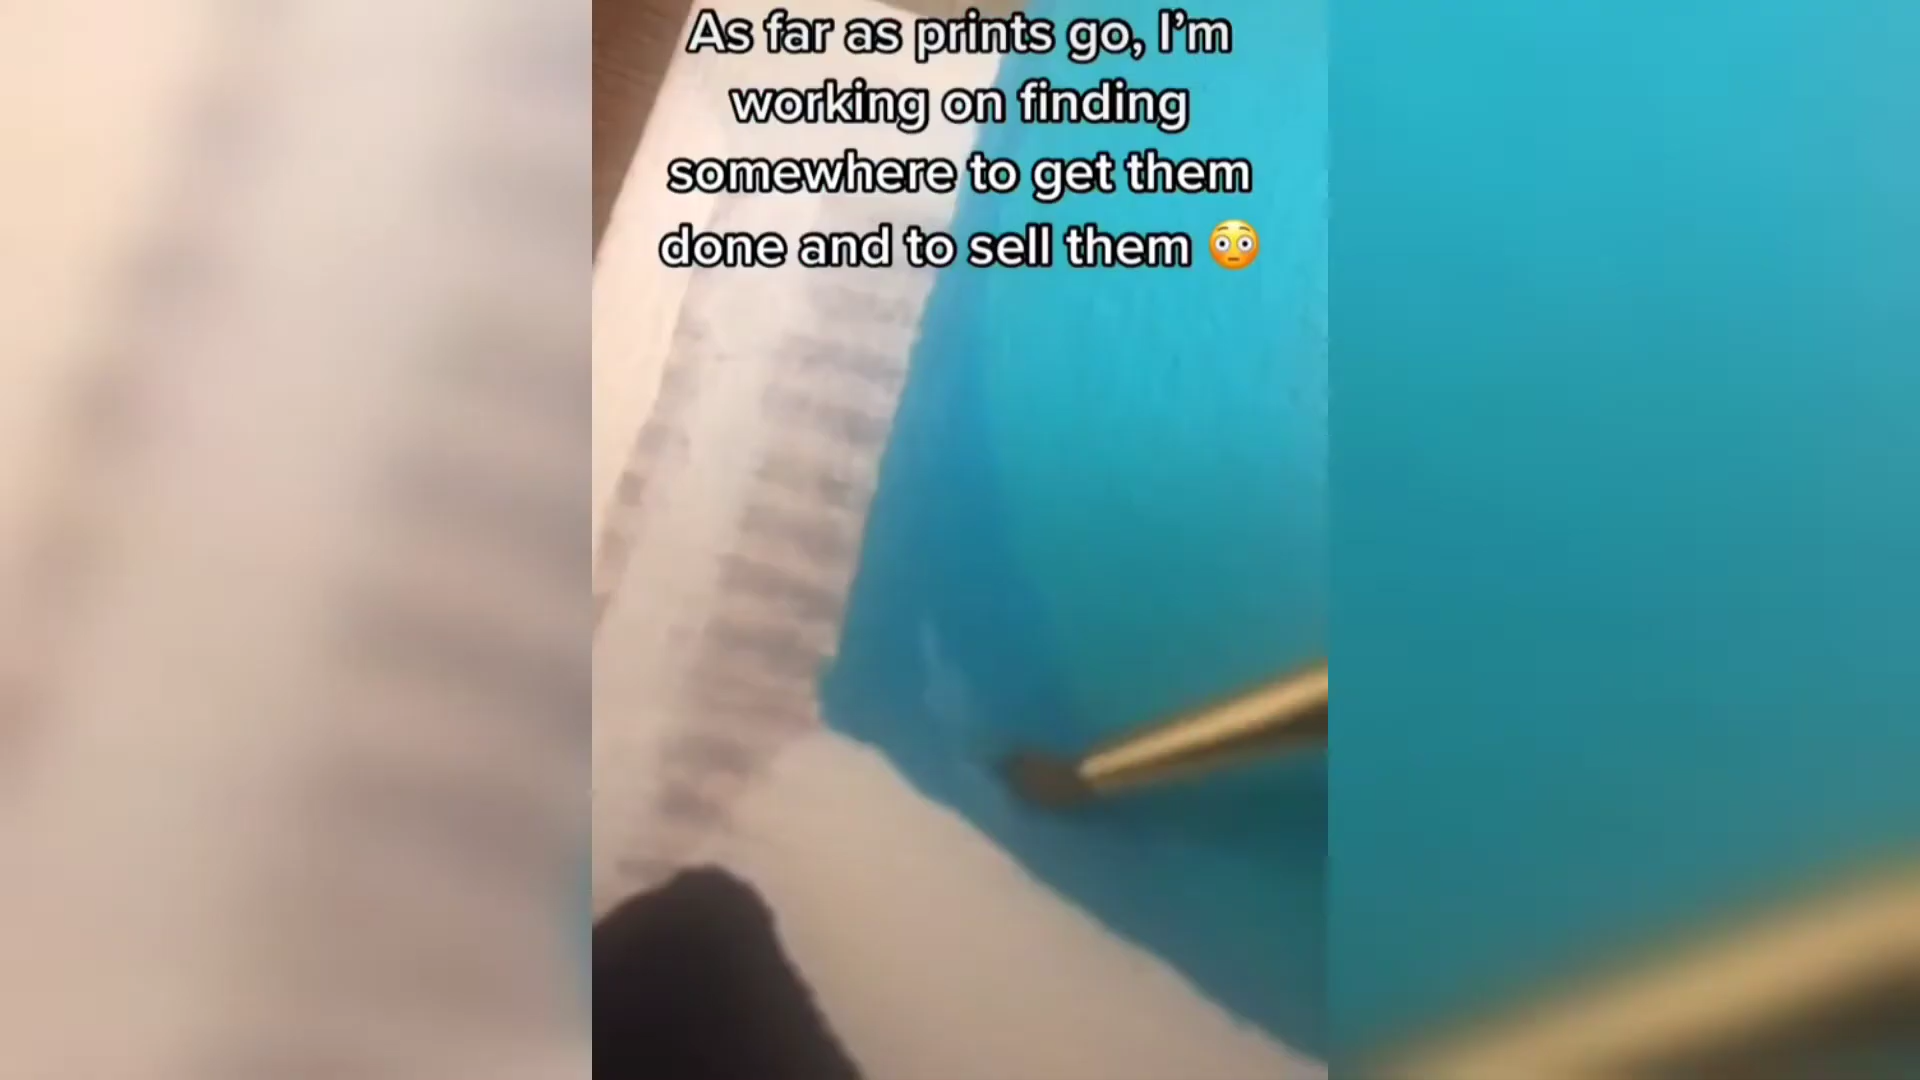 As far as prints go, I’m
working on finding
somewhere to get them
done and to sell them 😳